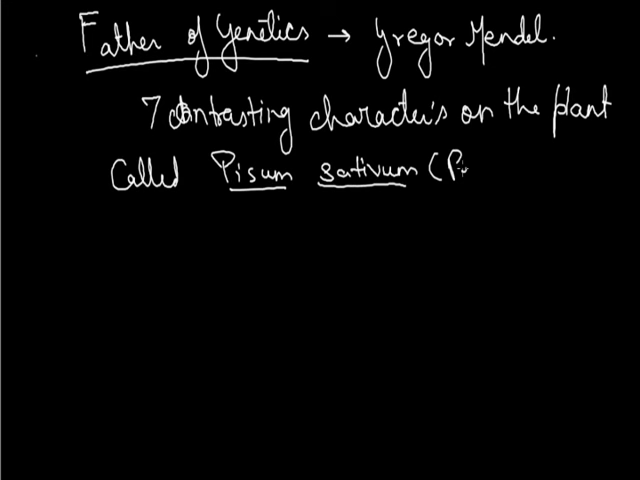 Father of Genetics → Gregor Mendel.
7 contrasting characters on the plant
Called Pisum sativum (P